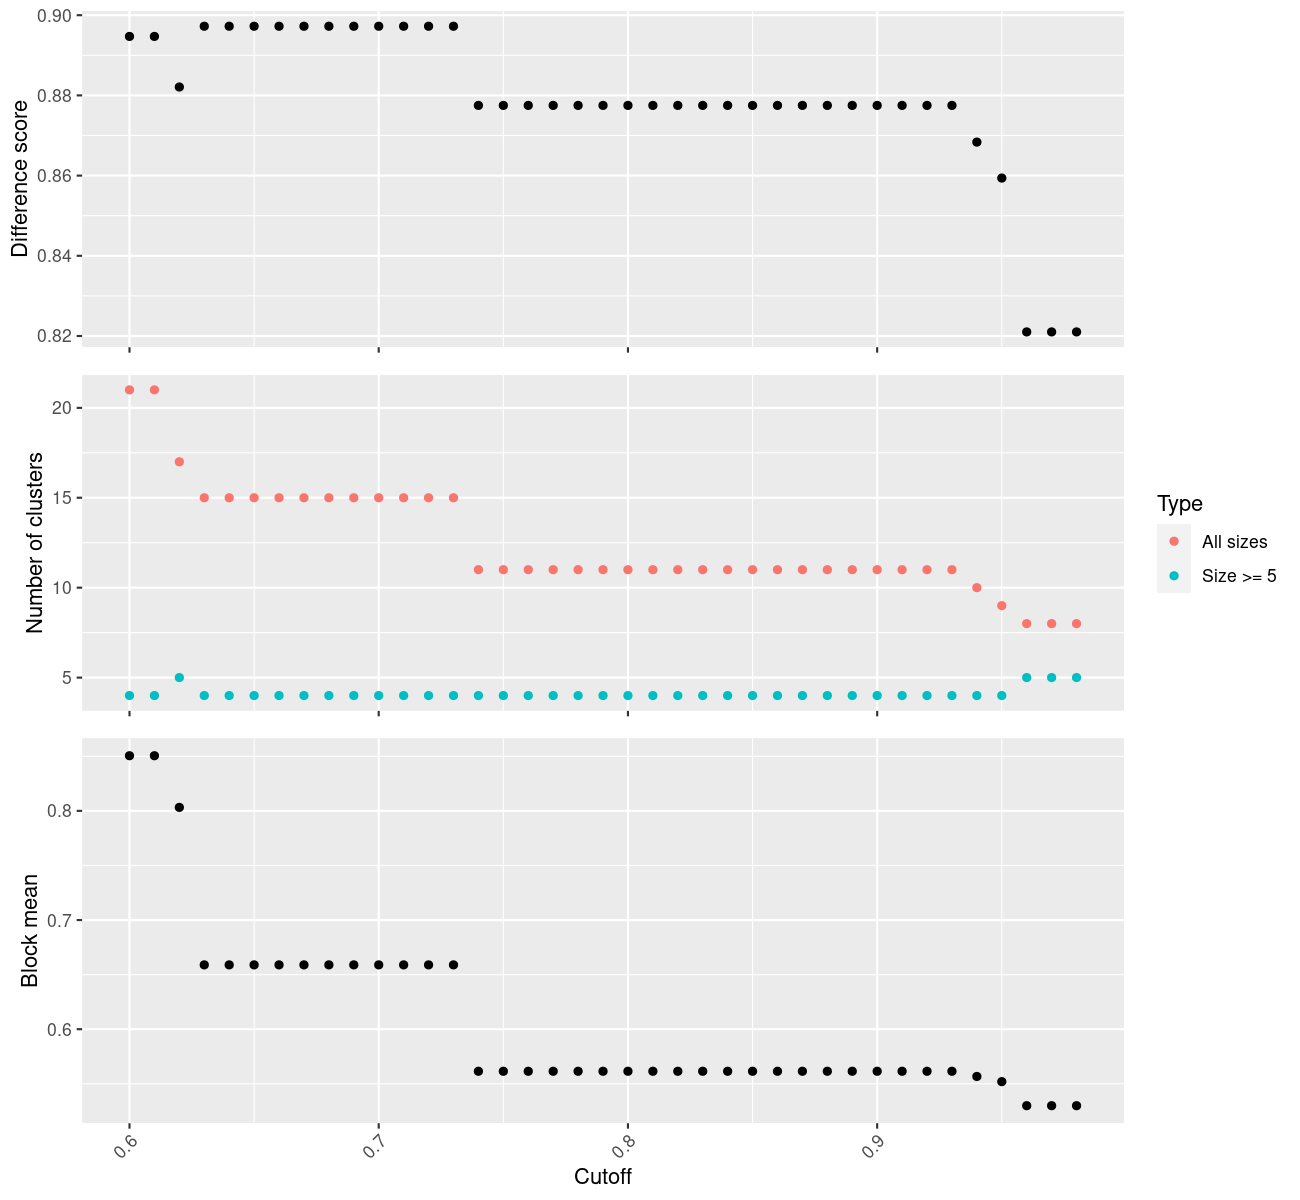 Difference score
0.90
0.88
0.86
0.84
0.82
Number of clusters
20
15
10
5
Type
All sizes
Size >= 5
Block mean
0.8
0.7
0.6
0.6
0.7
0.8
0.9
Cutoff